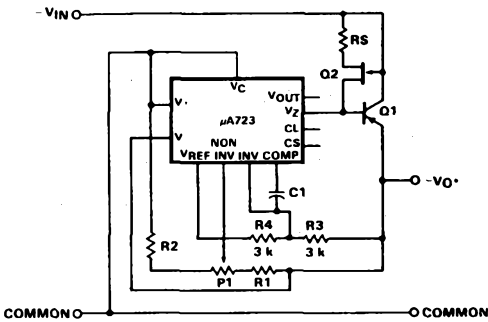 -VIN
RS
Q2
VC
VOUT
V+
VZ
Q1
μA723
V-
CL
NON
CS
VREF INV INV COMP
-VO
C1
R4
R3
R2
3 k
3 k
P1
R1
COMMON
COMMON